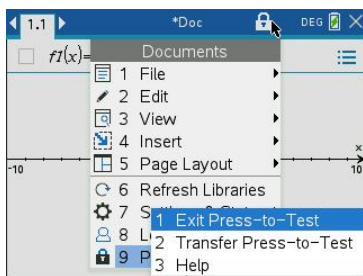 1.1 *Doc DEG
f1(x)=
Documents
1 File
2 Edit
3 View
4 Insert
5 Page Layout
6 Refresh Libraries
7 S
8 L
9 P
1 Exit Press-to-Test
2 Transfer Press-to-Test
3 Help
-10
x
10